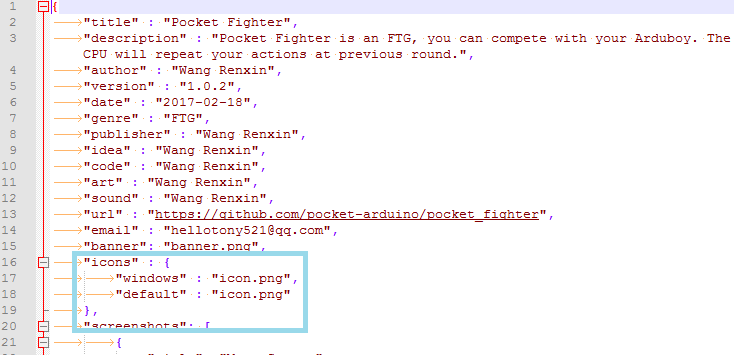 1 {
2 "title" : "Pocket Fighter",
3 "description" : "Pocket Fighter is an FTG, you can compete with your Arduboy. The
CPU will repeat your actions at previous round.",
4 "author" : "Wang Renxin",
5 "version" : "1.0.2",
6 "date" : "2017-02-18",
7 "genre" : "FTG",
8 "publisher" : "Wang Renxin",
9 "idea" : "Wang Renxin",
10 "code" : "Wang Renxin",
11 "art" : "Wang Renxin",
12 "sound" : "Wang Renxin",
13 "url" : "https://github.com/pocket-arduino/pocket_fighter",
14 "email" : "hellotony521@qq.com",
15 "banner": "banner.png",
16 "icons" : {
17 "windows" : "icon.png",
18 "default" : "icon.png"
19 },
20 "screenshots": [
21 {